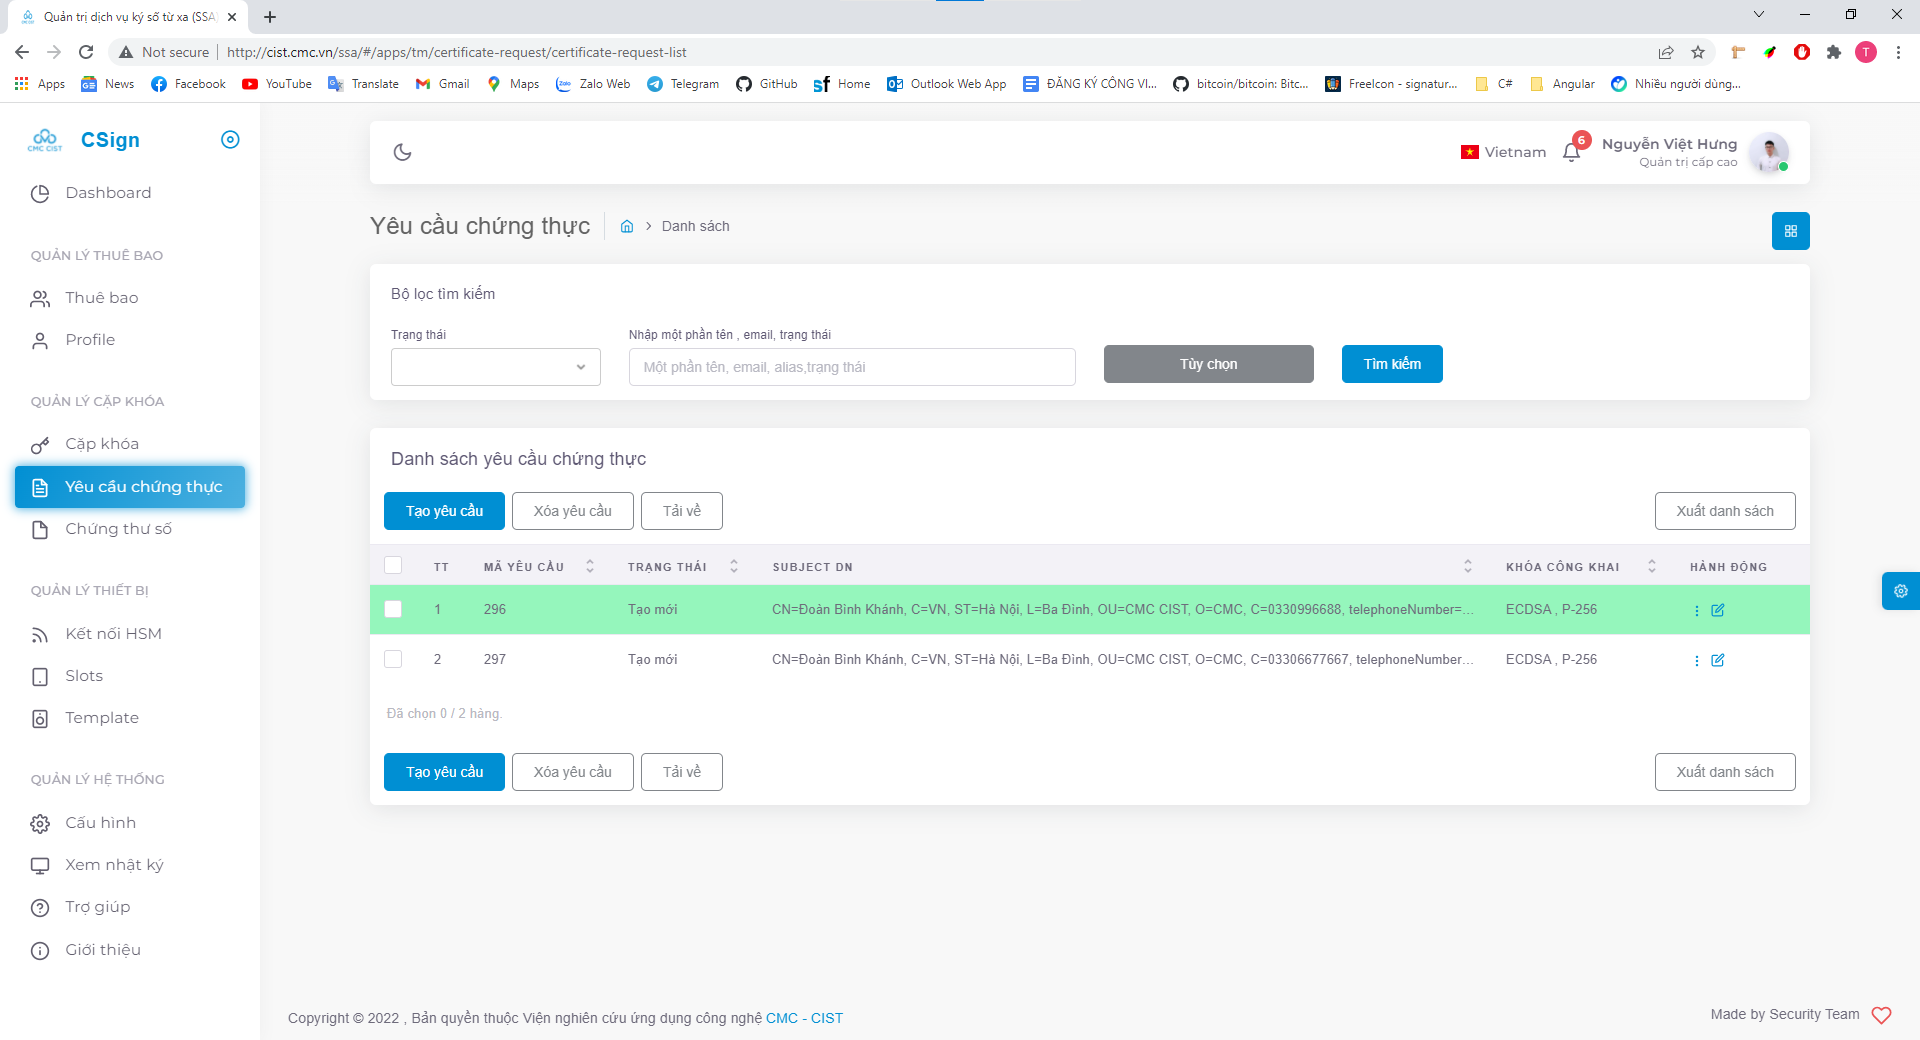 Quản trị dịch vụ ký số từ xa (SSA)
Not secure
http://cist.cmc.vn/ssa/#/apps/tm/certificate-request/certificate-request-list
T
Apps
News
Facebook
YouTube
Translate
Gmail
Maps
Zalo Web
Telegram
GitHub
Home
Outlook Web App
ĐĂNG KÝ CÔNG VI...
bitcoin/bitcoin: Bitc...
FreeIcon - signatur...
C#
Angular
Nhiều người dùng...
CMC CIST
CSign
Dashboard
QUẢN LÝ THUÊ BAO
Thuê bao
Profile
QUẢN LÝ CẶP KHÓA
Cặp khóa
Yêu cầu chứng thực
Chứng thư số
QUẢN LÝ THIẾT BỊ
Kết nối HSM
Slots
Template
QUẢN LÝ HỆ THỐNG
Cấu hình
Xem nhật ký
Trợ giúp
Giới thiệu
Vietnam
6
Nguyễn Việt Hưng
Quản trị cấp cao
Yêu cầu chứng thực
Danh sách
Bộ lọc tìm kiếm
Trạng thái
Nhập một phần tên , email, trạng thái
Một phần tên, email, alias,trạng thái
Tùy chọn
Tìm kiếm
Danh sách yêu cầu chứng thực
Tạo yêu cầu
Xóa yêu cầu
Tải về
Xuất danh sách
TT MÃ YÊU CẦU TRẠNG THÁI SUBJECT DN KHÓA CÔNG KHAI HÀNH ĐỘNG
1 296 Tạo mới CN=Đoàn Bình Khánh, C=VN, ST=Hà Nội, L=Ba Đình, OU=CMC CIST, O=CMC, C=0330996688, telephoneNumber=... ECDSA , P-256
2 297 Tạo mới CN=Đoàn Bình Khánh, C=VN, ST=Hà Nội, L=Ba Đình, OU=CMC CIST, O=CMC, C=03306677667, telephoneNumber... ECDSA , P-256
Đã chọn 0 / 2 hàng.
Tạo yêu cầu
Xóa yêu cầu
Tải về
Xuất danh sách
Copyright © 2022 , Bản quyền thuộc Viện nghiên cứu ứng dụng công nghệ CMC - CIST
Made by Security Team